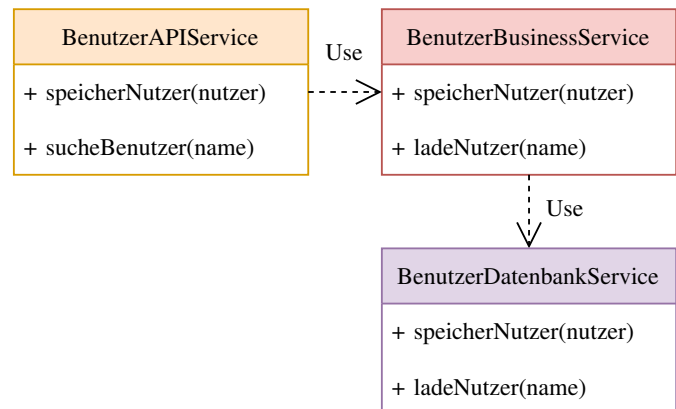 BenutzerAPIService
+ speicherNutzer(nutzer)
+ sucheBenutzer(name)
Use
BenutzerBusinessService
+ speicherNutzer(nutzer)
+ ladeNutzer(name)
Use
BenutzerDatenbankService
+ speicherNutzer(nutzer)
+ ladeNutzer(name)